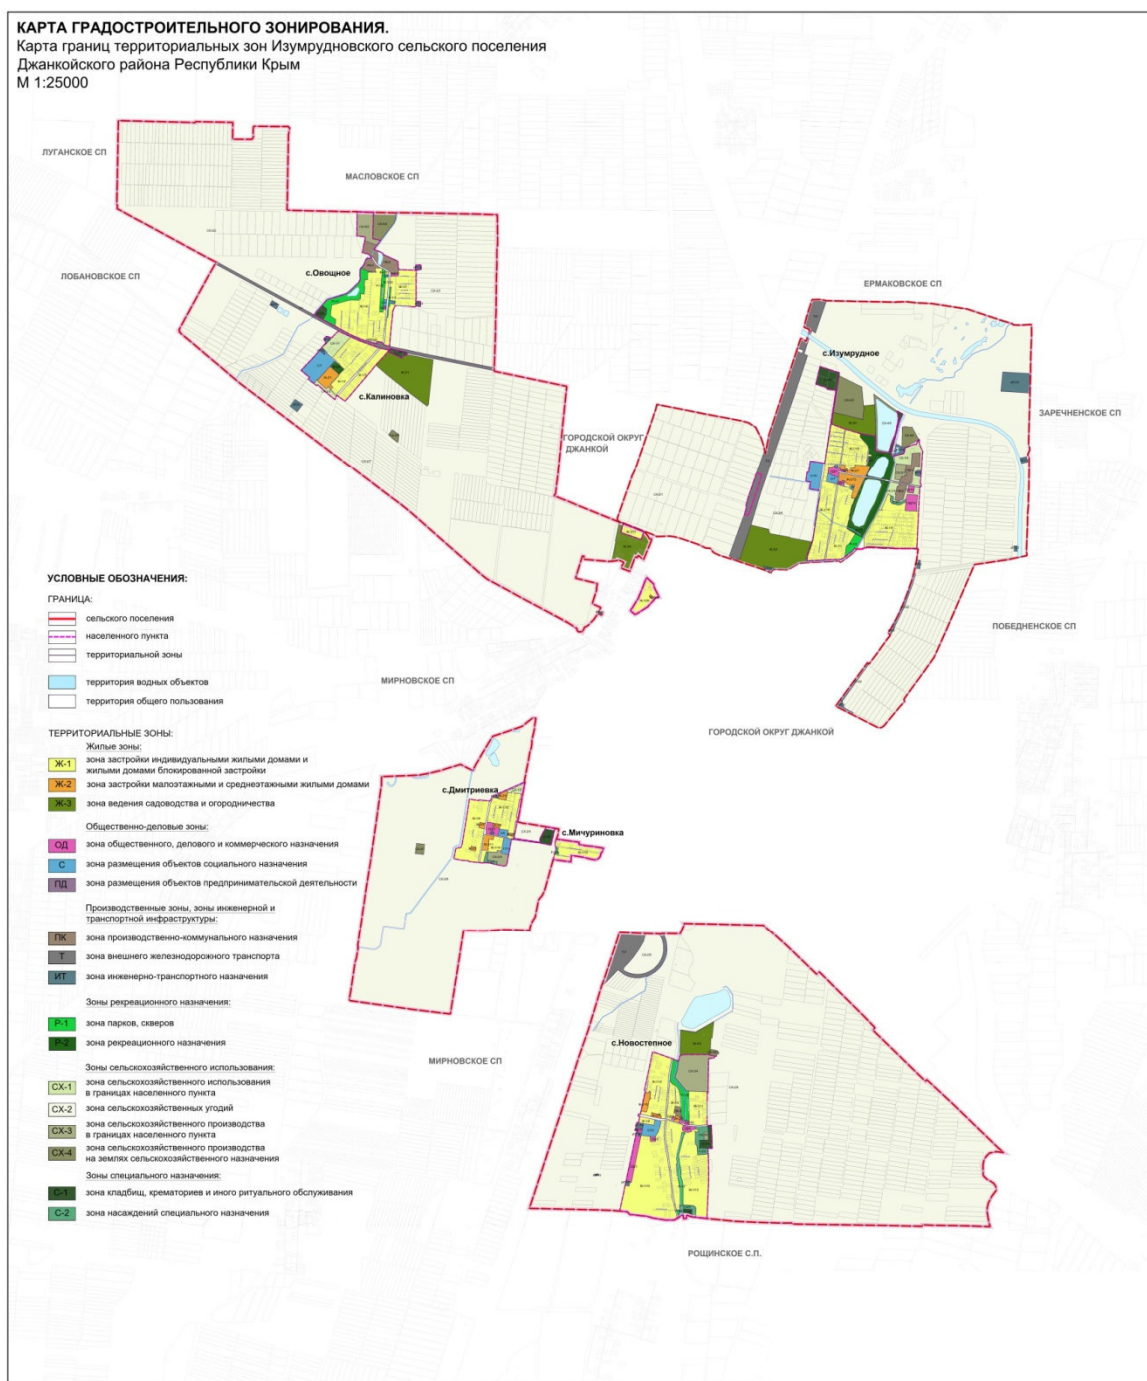 КАРТА ГРАДОСТРОИТЕЛЬНОГО ЗОНИРОВАНИЯ.
Карта границ территориальных зон Изумрудновского сельского поселения
Джанкойского района Республики Крым
М 1:25000
ЛУГАНСКОЕ СП
МАСЛОВСКОЕ СП
ЛОБАНОВСКОЕ СП
с.Овощное
ЕРМАКОВСКОЕ СП
с.Изумрудное
с.Калиновка
ЗАРЕЧНЕНСКОЕ СП
ГОРОДСКОЙ ОКРУГ
ДЖАНКОЙ
УСЛОВНЫЕ ОБОЗНАЧЕНИЯ:
ГРАНИЦА:
сельского поселения
населенного пункта
территориальной зоны
территория водных объектов
территория общего пользования
ПОБЕДНЕНСКОЕ СП
МИРНОВСКОЕ СП
ГОРОДСКОЙ ОКРУГ ДЖАНКОЙ
ТЕРРИТОРИАЛЬНЫЕ ЗОНЫ:
Жилые зоны:
Ж-1 зона застройки индивидуальными жилыми домами и
жилыми домами блокированной застройки
Ж-2 зона застройки малоэтажными и среднеэтажными жилыми домами
Ж-3 зона ведения садоводства и огородничества
Общественно-деловые зоны:
ОД зона общественного, делового и коммерческого назначения
С зона размещения объектов социального назначения
ПД зона размещения объектов предпринимательской деятельности
Производственные зоны, зоны инженерной и
транспортной инфраструктуры:
ПК зона производственно-коммунального назначения
Т зона внешнего железнодорожного транспорта
ИТ зона инженерно-транспортного назначения
Зоны рекреационного назначения:
Р-1 зона парков, скверов
Р-2 зона рекреационного назначения
Зоны сельскохозяйственного использования:
СХ-1 зона сельскохозяйственного использования
в границах населенного пункта
СХ-2 зона сельскохозяйственных угодий
СХ-3 зона сельскохозяйственного производства
в границах населенного пункта
СХ-4 зона сельскохозяйственного производства
на землях сельскохозяйственного назначения
Зоны специального назначения:
С-1 зона кладбищ, крематориев и иного ритуального обслуживания
С-2 зона насаждений специального назначения
с.Дмитриевка
с.Мичуриновка
МИРНОВСКОЕ СП
с.Новостепное
РОЩИНСКОЕ С.П.